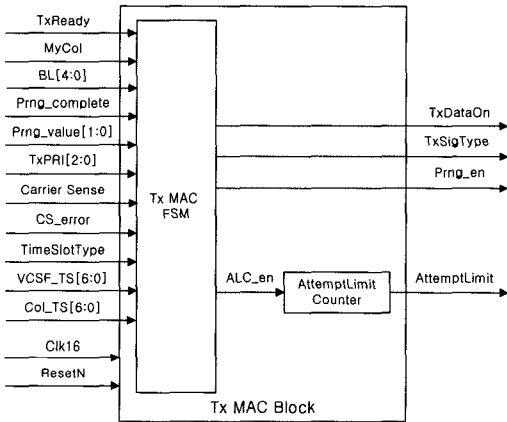 TxReady
MyCol
BL[4:0]
Prng_complete
Prng_value[1:0]
TxPRI[2:0]
Carrier Sense
CS_error
TimeSlotType
VCSF_TS[6:0]
Col_TS[6:0]
Clk16
ResetN
Tx MAC
FSM
TxDataOn
TxSigType
Prng_en
ALC_en
AttemptLimit
Counter
AttemptLimit
Tx MAC Block